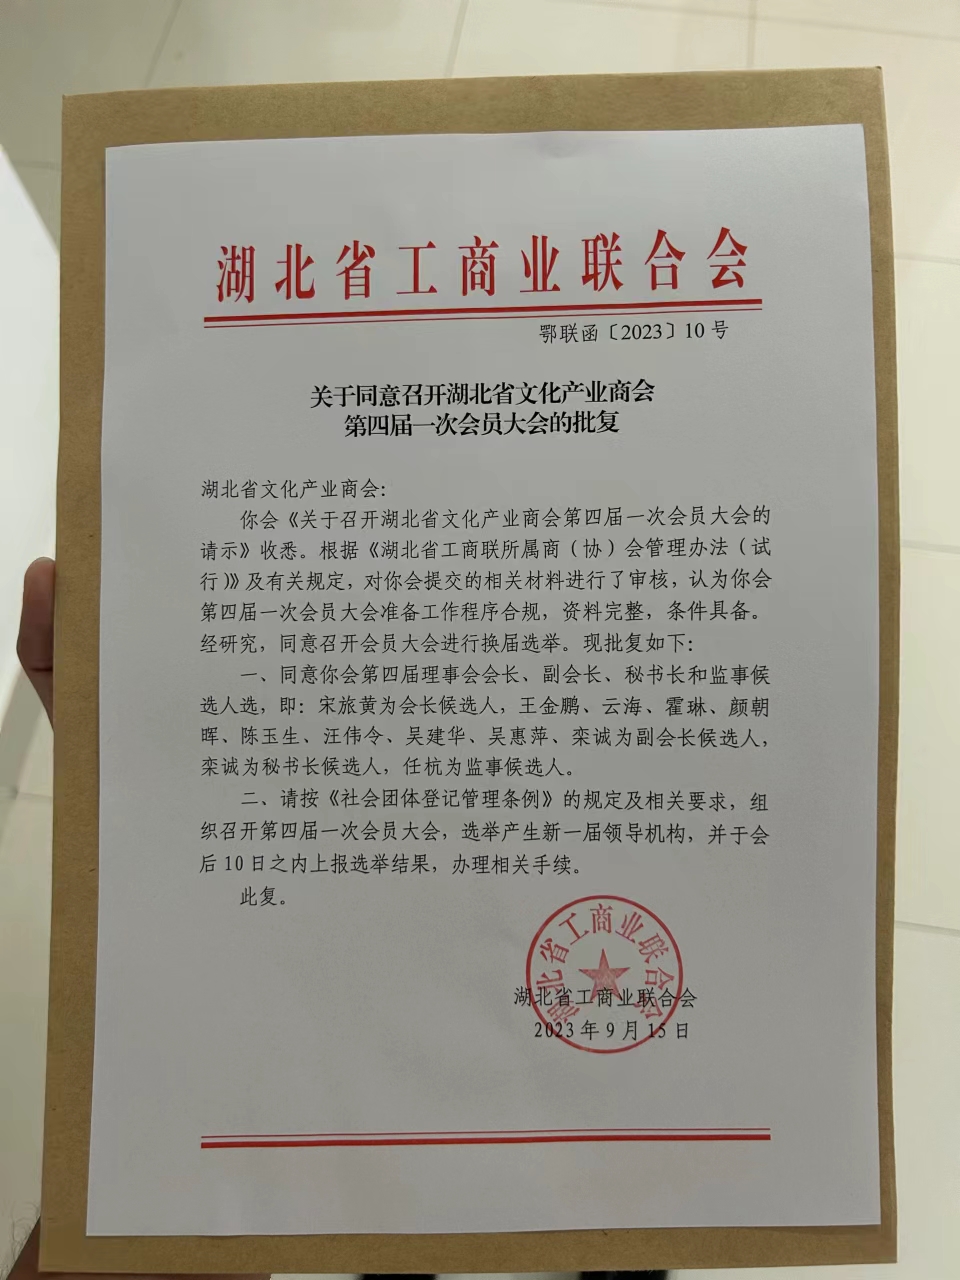 湖北省工商业联合会
鄂联函〔2023〕10号
关于同意召开湖北省文化产业商会
第四届一次会员大会的批复
湖北省文化产业商会：
你会《关于召开湖北省文化产业商会第四届一次会员大会的
请示》收悉。根据《湖北省工商联所属商（协）会管理办法（试
行）》及有关规定，对你会提交的相关材料进行了审核，认为你会
第四届一次会员大会准备工作程序合规，资料完整，条件具备。
经研究，同意召开会员大会进行换届选举。现批复如下：
一、同意你会第四届理事会会长、副会长、秘书长和监事候
选人选，即：宋旅黄为会长候选人，王金鹏、云海、霍琳、颜朝
晖、陈玉生、汪伟令、吴建华、吴惠萍、栾诚为副会长候选人，
栾诚为秘书长候选人，任杭为监事候选人。
二、请按《社会团体登记管理条例》的规定及相关要求，组
织召开第四届一次会员大会，选举产生新一届领导机构，并于会
后10日之内上报选举结果，办理相关手续。
此复。
湖北省工商业联合会
湖北省工商业联合会
2023年9月15日